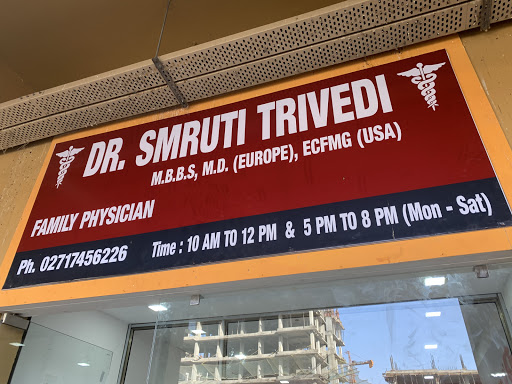 DR. SMRUTI TRIVEDI
M.B.B.S, M.D. (EUROPE), ECFMG (USA)
FAMILY PHYSICIAN
Ph. 02717456226 Time : 10 AM TO 12 PM & 5 PM TO 8 PM (Mon - Sat)